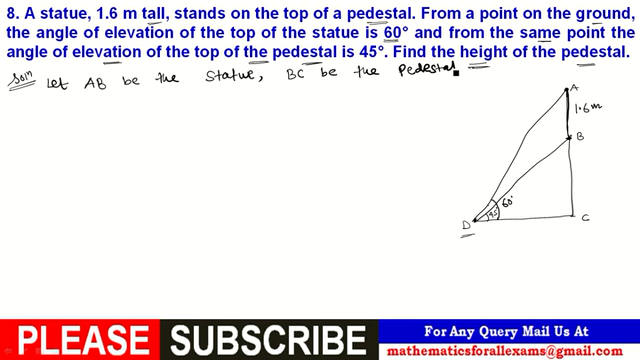 8. A statue, 1.6 m tall, stands on the top of a pedestal. From a point on the ground,
the angle of elevation of the top of the statue is 60° and from the same point the
angle of elevation of the top of the pedestal is 45°. Find the height of the pedestal.
Soln Let AB be the statue, BC be the Pedestal
A
1.6 m
B
60°
45
D
C
PLEASE SUBSCRIBE
For Any Query Mail Us At
mathematicsforallexams@gmail.com